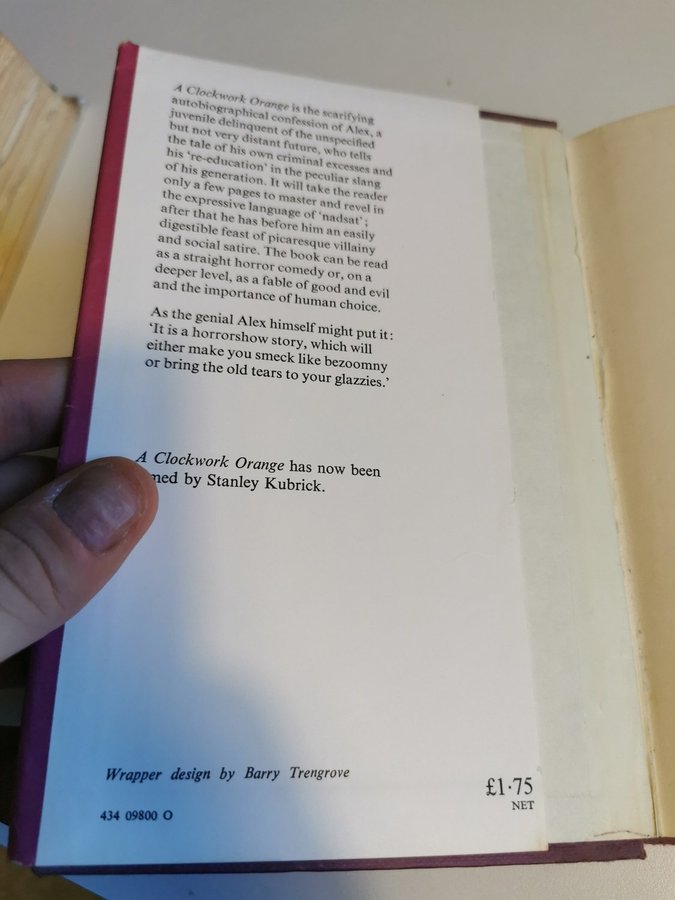 A Clockwork Orange is the scarifying
autobiographical confession of Alex, a
juvenile delinquent of the unspecified
but not very distant future, who tells
the tale of his own criminal excesses and
his 're-education' in the peculiar slang
of his generation. It will take the reader
only a few pages to master and revel in
the expressive language of 'nadsat';
after that he has before him an easily
digestible feast of picaresque villainy
and social satire. The book can be read
as a straight horror comedy or, on a
deeper level, as a fable of good and evil
and the importance of human choice.
As the genial Alex himself might put it:
'It is a horrorshow story, which will
either make you smeck like bezoomny
or bring the old tears to your glazzies.'
A Clockwork Orange has now been
by Stanley Kubrick.
Wrapper design by Barry Trengrove
£1·75
NET
434 09800 O